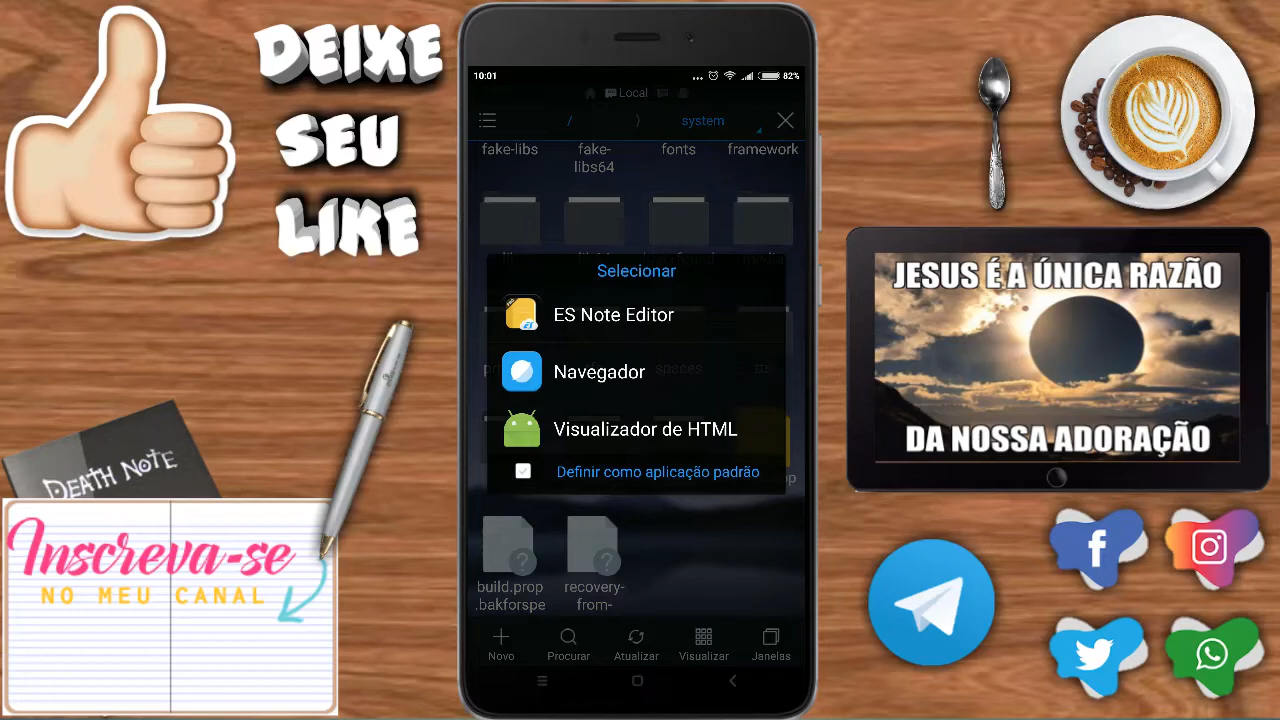 DEIXE
SEU
LIKE
DEATH NOTE
Inscreva-se
NO MEU CANAL
10:01
82%
Local
/
system
fake-libs
fake-
libs64
fonts
framework
Selecionar
ES Note Editor
Navegador
Visualizador de HTML
Definir como aplicação padrão
build.prop
.bakforspe
recovery-
from-
Novo
Procurar
Atualizar
Visualizar
Janelas
JESUS É A ÚNICA RAZÃO
DA NOSSA ADORAÇÃO